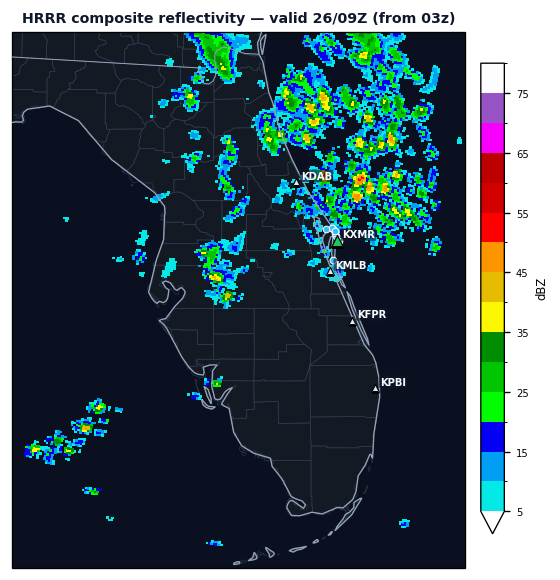 HRRR composite reflectivity — valid 26/09Z (from 03z)
KDAB
KXMR
KMLB
KFPR
KPBI
75
65
55
45
35
25
15
5
dBZ